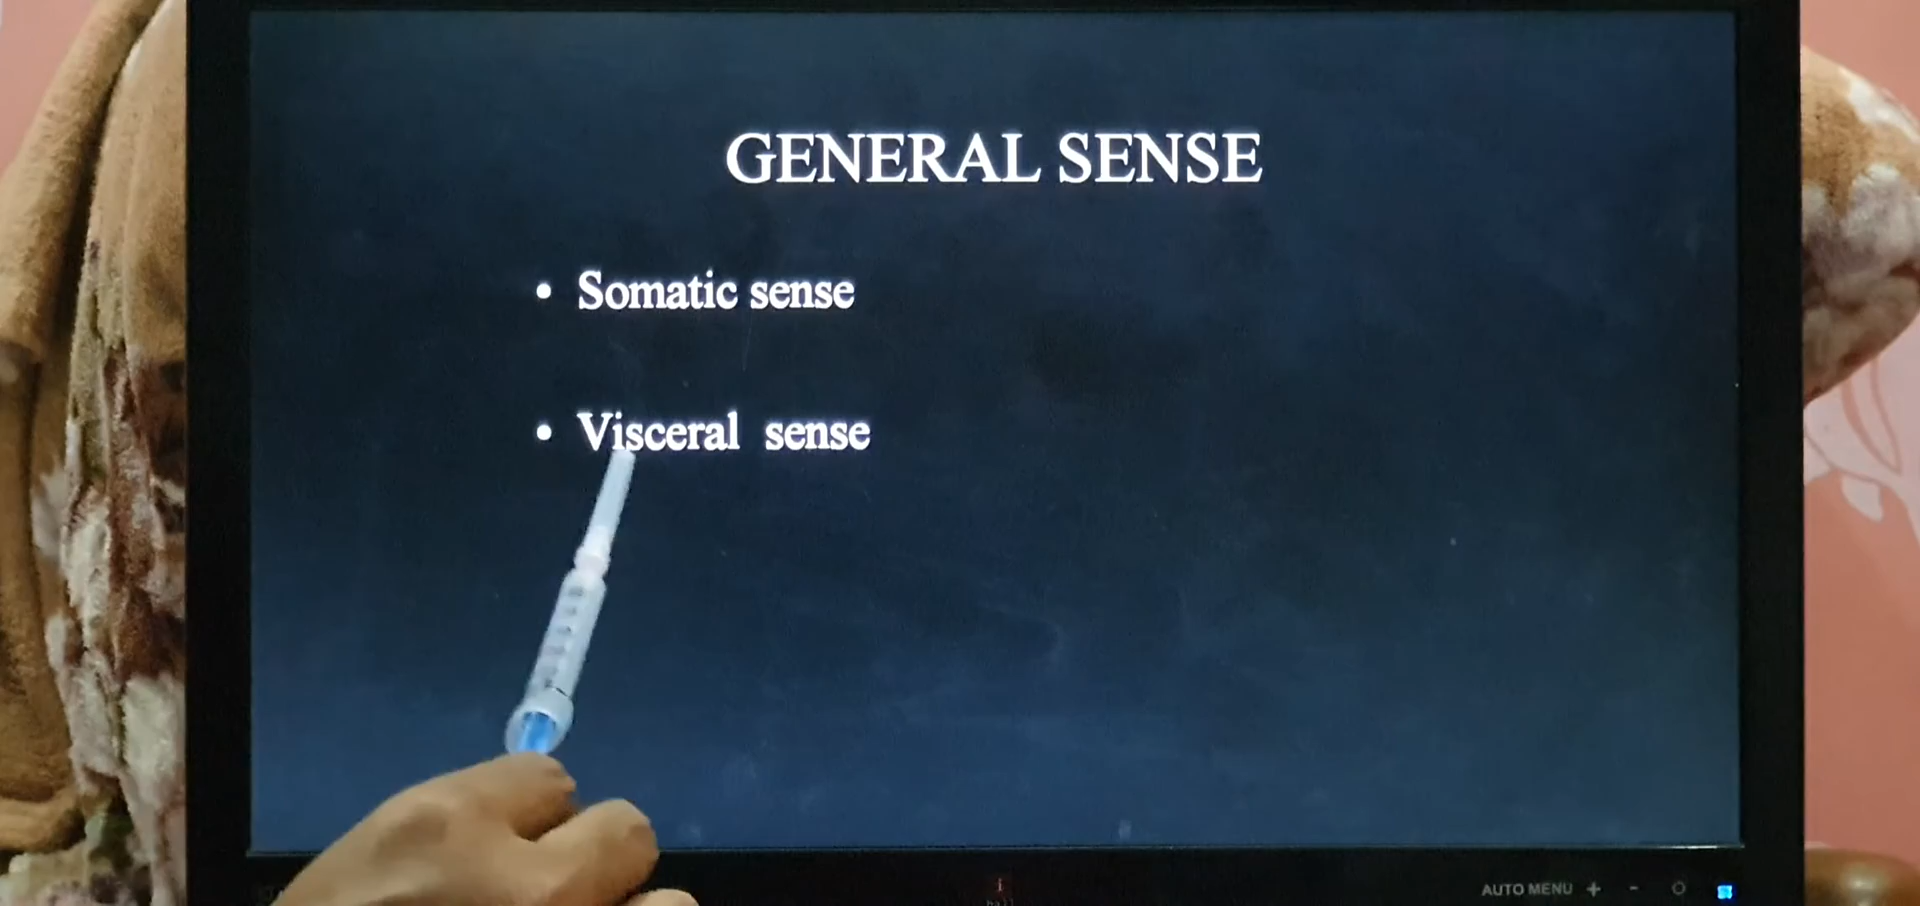 GENERAL SENSE
• Somatic sense
• Visceral sense
AUTO MENU + -